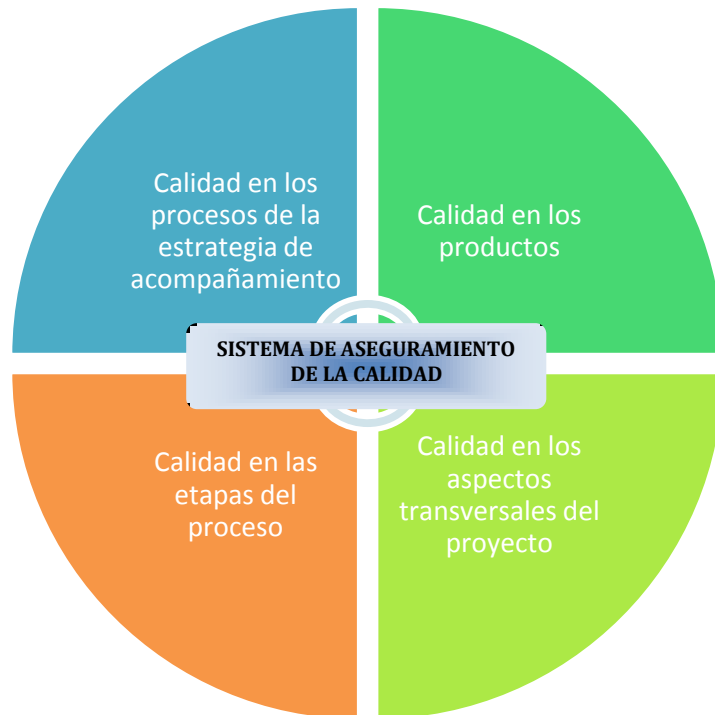 Calidad en los
procesos de la
estrategia de
acompañamiento
Calidad en los
productos
SISTEMA DE ASEGURAMIENTO
DE LA CALIDAD
Calidad en las
etapas del
proceso
Calidad en los
aspectos
transversales del
proyecto